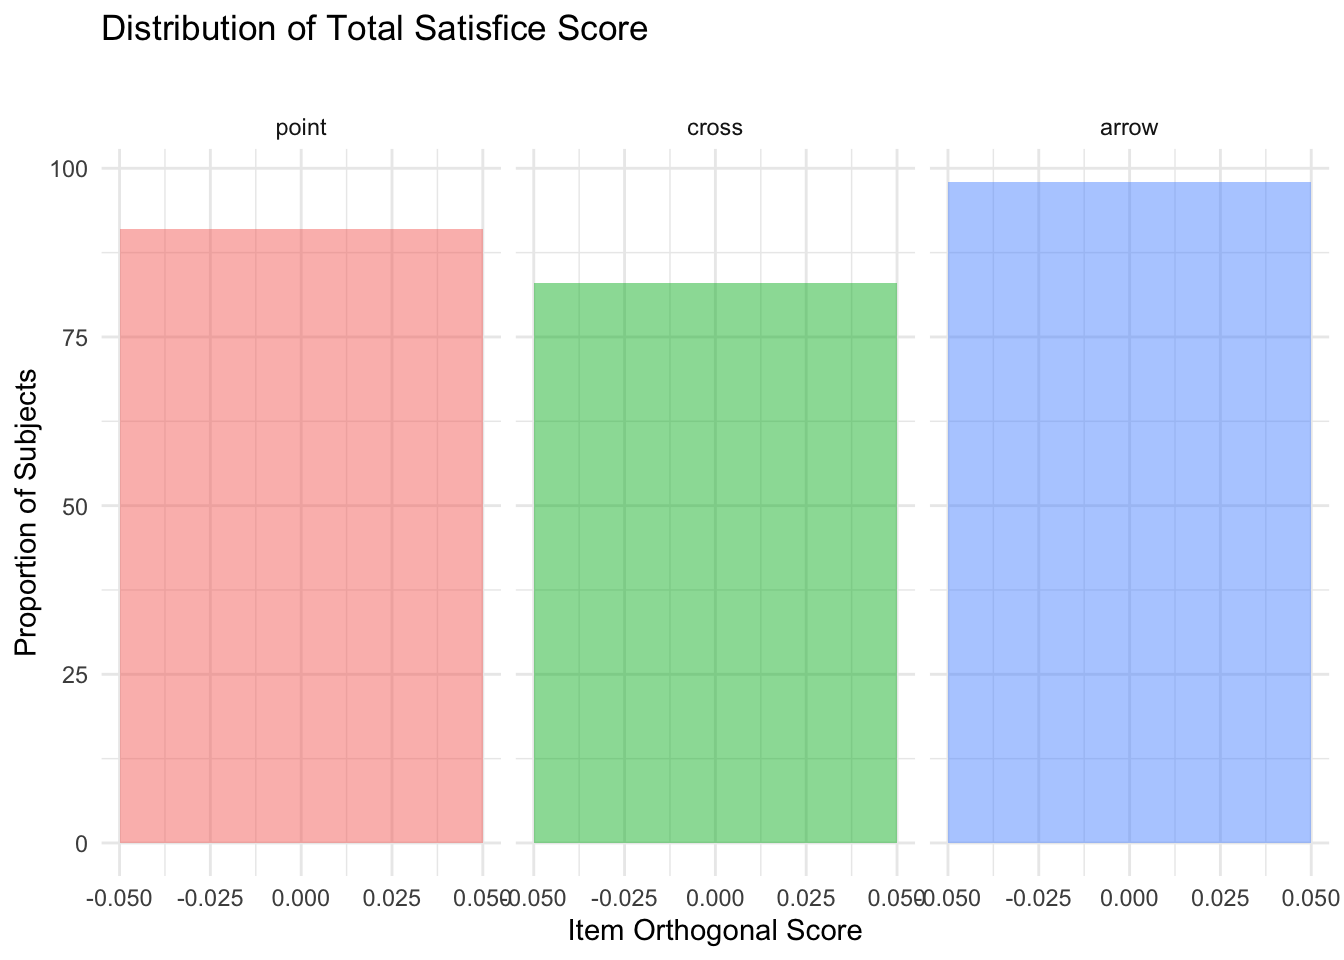 Distribution of Total Satisfice Score
point cross arrow
100
75
50
25
0
Proportion of Subjects
-0.050 -0.025 0.000 0.025 0.050 -0.050 -0.025 0.000 0.025 0.050 -0.050 -0.025 0.000 0.025 0.050
Item Orthogonal Score